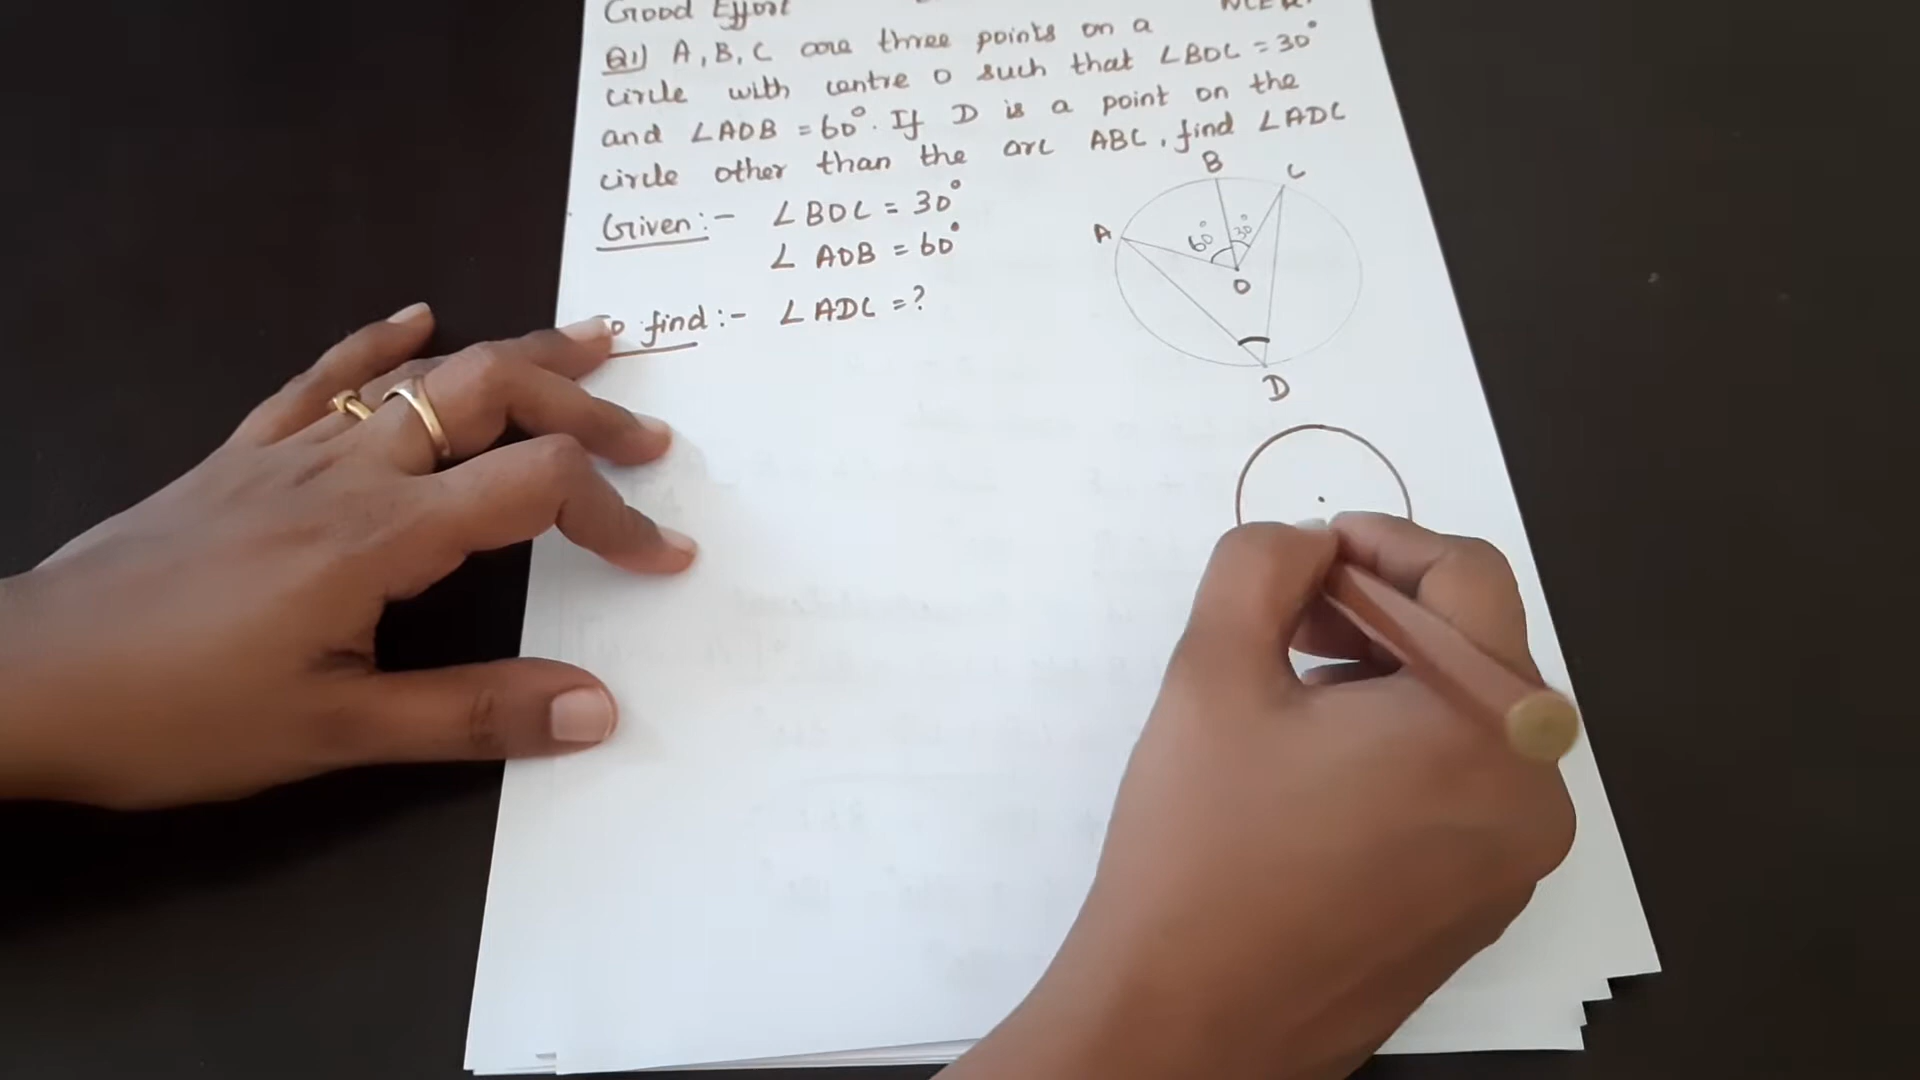 Good Effort
Q1) A, B, C are three points on a
circle with centre O such that ∠BOC = 30°
and ∠AOB = 60°. If D is a point on the
circle other than the arc ABC, find ∠ADC
Given:- ∠BOC = 30°
∠AOB = 60°
To find:- ∠ADC = ?
B
C
A
60°
30°
O
D